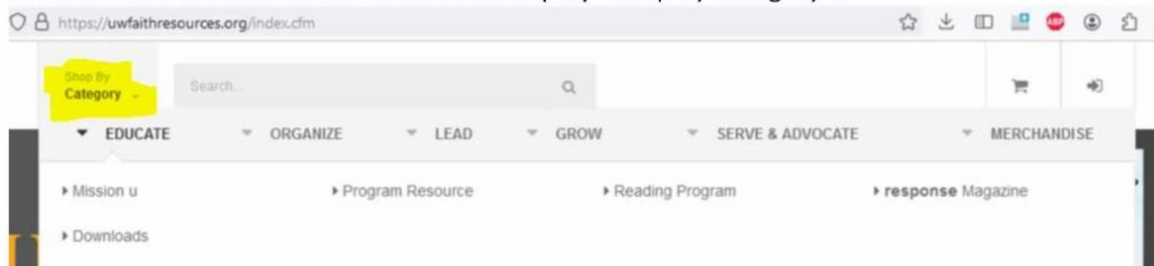 https://uwfaithresources.org/index.cfm
ABP
Shop By
Category
Search...
EDUCATE ORGANIZE LEAD GROW SERVE & ADVOCATE MERCHANDISE
Mission u Program Resource Reading Program response Magazine
Downloads